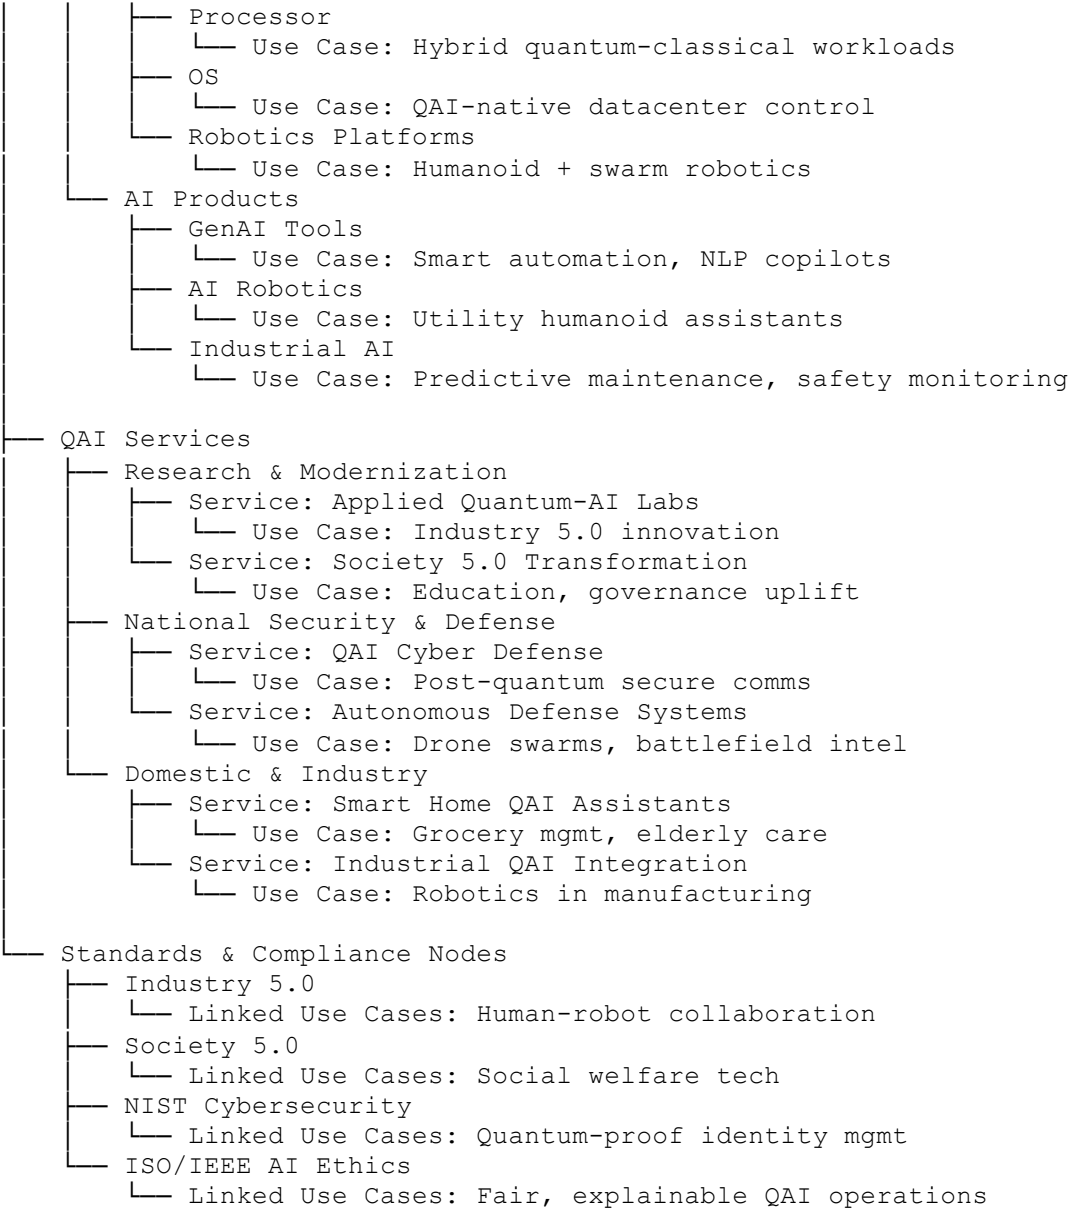 │   │   ├── Processor
│   │   │   └── Use Case: Hybrid quantum-classical workloads
│   │   ├── OS
│   │   │   └── Use Case: QAI-native datacenter control
│   │   └── Robotics Platforms
│   │       └── Use Case: Humanoid + swarm robotics
│   └── AI Products
│       ├── GenAI Tools
│       │   └── Use Case: Smart automation, NLP copilots
│       ├── AI Robotics
│       │   └── Use Case: Utility humanoid assistants
│       └── Industrial AI
│           └── Use Case: Predictive maintenance, safety monitoring
│
├── QAI Services
│   ├── Research & Modernization
│   │   ├── Service: Applied Quantum-AI Labs
│   │   │   └── Use Case: Industry 5.0 innovation
│   │   └── Service: Society 5.0 Transformation
│   │       └── Use Case: Education, governance uplift
│   ├── National Security & Defense
│   │   ├── Service: QAI Cyber Defense
│   │   │   └── Use Case: Post-quantum secure comms
│   │   └── Service: Autonomous Defense Systems
│   │       └── Use Case: Drone swarms, battlefield intel
│   └── Domestic & Industry
│       ├── Service: Smart Home QAI Assistants
│       │   └── Use Case: Grocery mgmt, elderly care
│       └── Service: Industrial QAI Integration
│           └── Use Case: Robotics in manufacturing
│
└── Standards & Compliance Nodes
    ├── Industry 5.0
    │   └── Linked Use Cases: Human-robot collaboration
    ├── Society 5.0
    │   └── Linked Use Cases: Social welfare tech
    ├── NIST Cybersecurity
    │   └── Linked Use Cases: Quantum-proof identity mgmt
    └── ISO/IEEE AI Ethics
        └── Linked Use Cases: Fair, explainable QAI operations